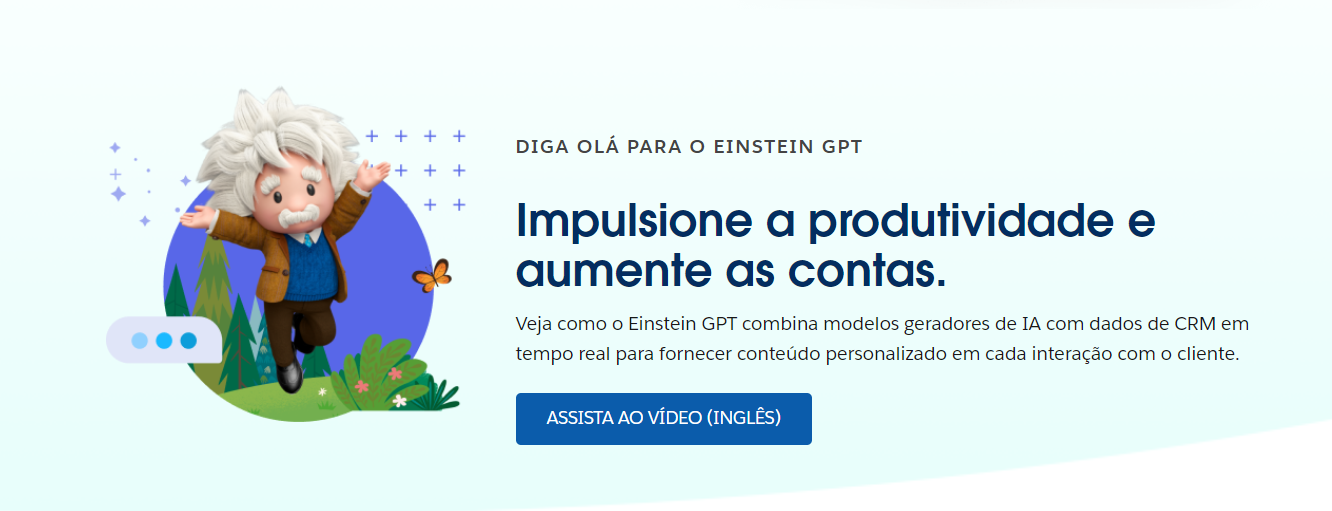 DIGA OLÁ PARA O EINSTEIN GPT
Impulsione a produtividade e
aumente as contas.
Veja como o Einstein GPT combina modelos geradores de IA com dados de CRM em
tempo real para fornecer conteúdo personalizado em cada interação com o cliente.
ASSISTA AO VÍDEO (INGLÊS)